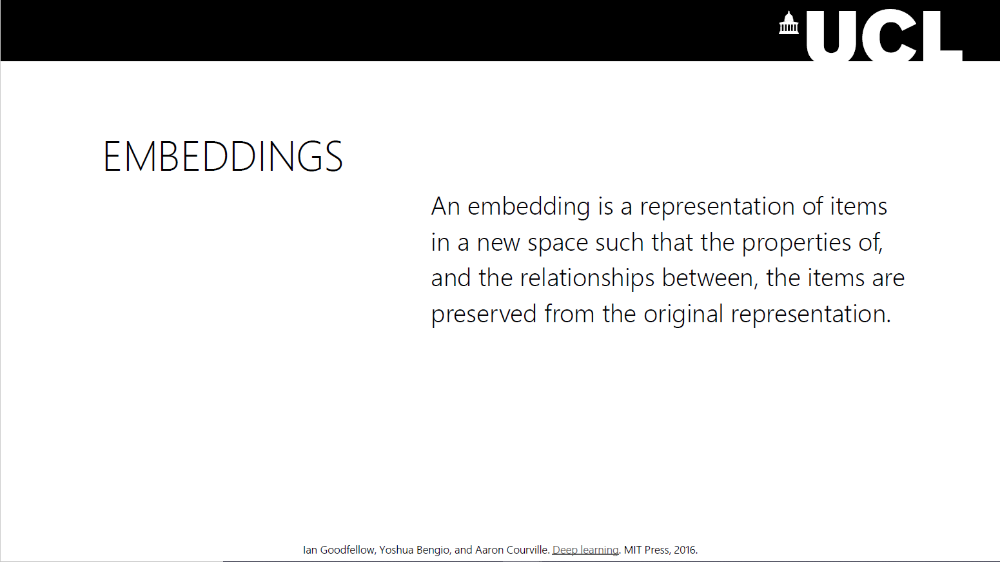 UCL
EMBEDDINGS
An embedding is a representation of items
in a new space such that the properties of,
and the relationships between, the items are
preserved from the original representation.
Ian Goodfellow, Yoshua Bengio, and Aaron Courville. Deep learning. MIT Press, 2016.